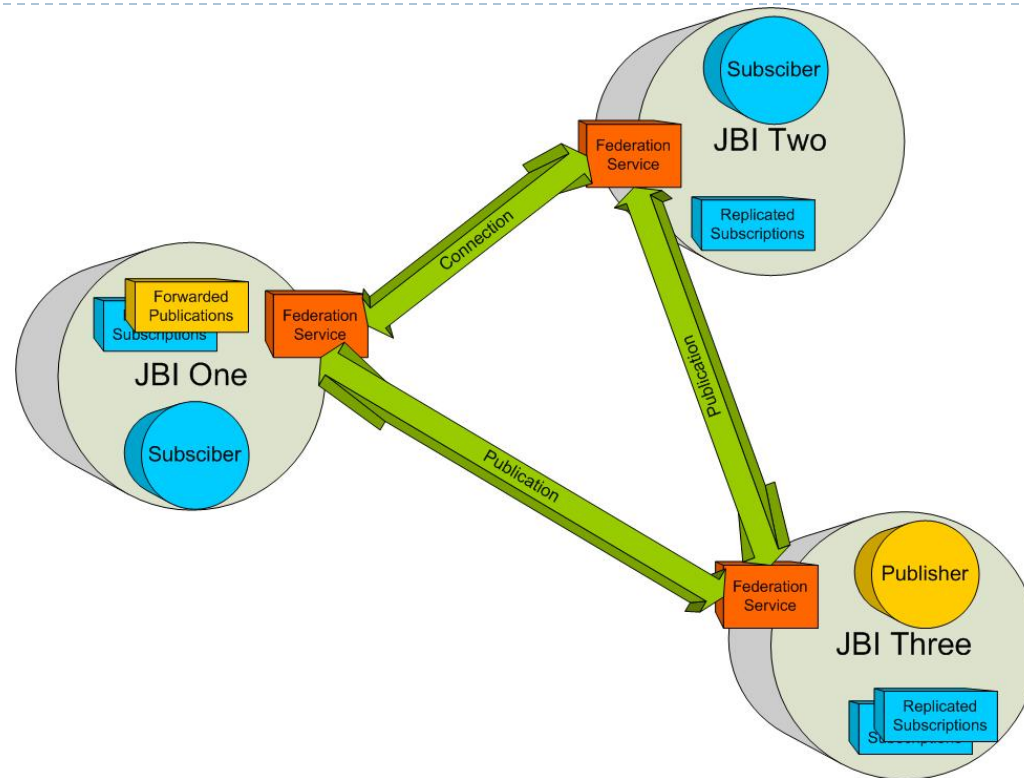 Subsciber
JBI Two
Federation
Service
Replicated
Subscriptions
Connection
Forwarded
Publications
Subscriptions
Federation
Service
JBI One
Subsciber
Publication
Publication
Federation
Service
Publisher
JBI Three
Replicated
Subscriptions
Subscriptions